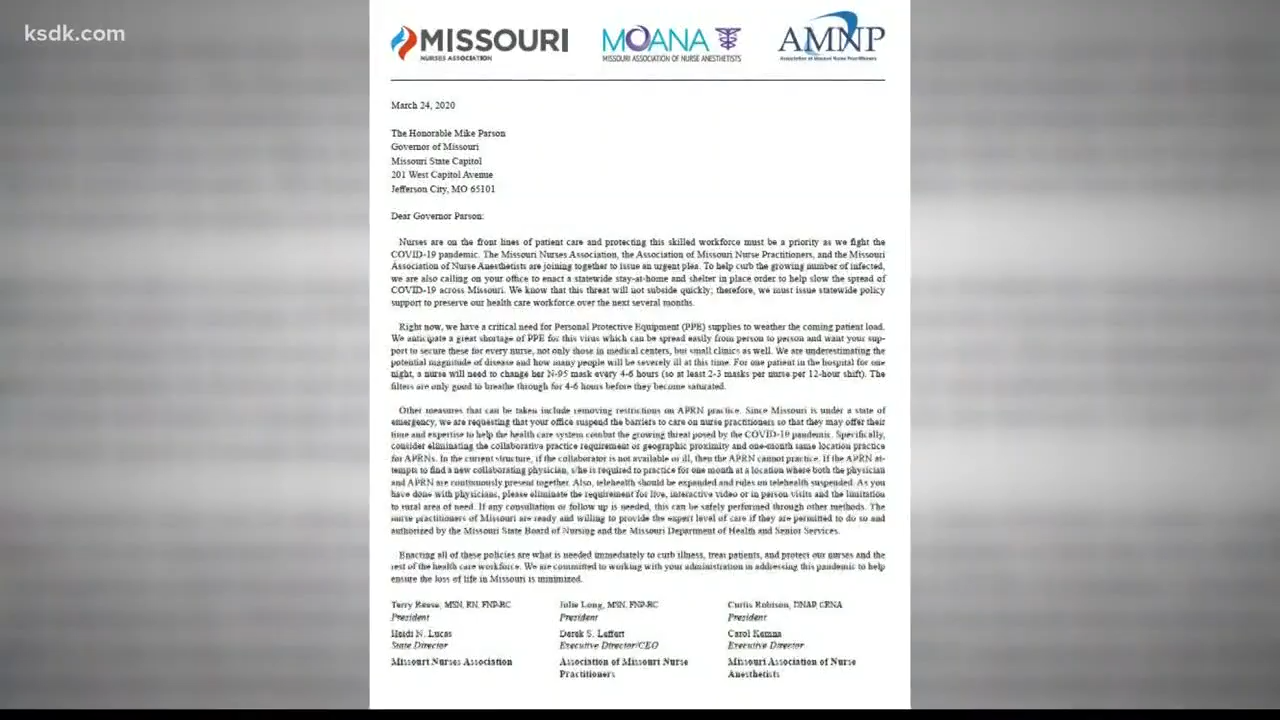 ksdk.com
MISSOURI
NURSES ASSOCIATION
MOANA
MISSOURI ASSOCIATION OF NURSE ANESTHETISTS
AMNP
Association of Missouri Nurse Practitioners
March 24, 2020
The Honorable Mike Parson
Governor of Missouri
Missouri State Capitol
201 West Capitol Avenue
Jefferson City, MO 65101
Dear Governor Parson:
Nurses are on the front lines of patient care and protecting this skilled workforce must be a priority as we fight the
COVID-19 pandemic. The Missouri Nurses Association, the Association of Missouri Nurse Practitioners, and the Missouri
Association of Nurse Anesthetists are joining together to issue an urgent plea. To help curb the growing number of infected,
we are also calling on your office to enact a statewide stay-at-home and shelter in place order to help slow the spread of
COVID-19 across Missouri. We know that this threat will not subside quickly; therefore, we must issue statewide policy
support to preserve our health care workforce over the next several months.
Right now, we have a critical need for Personal Protective Equipment (PPE) supplies to weather the coming patient load.
We anticipate a great shortage of PPE for this virus which can be spread easily from person to person and want your sup-
port to secure these for every nurse, not only those in medical centers, but small clinics as well. We are underestimating the
potential magnitude of disease and how many people will be severely ill at this time. For one patient in the hospital for one
night, a nurse will need to change her N-95 mask every 4-6 hours (so at least 2-3 masks per nurse per 12-hour shift). The
filters are only good to breathe through for 4-6 hours before they become saturated.
Other measures that can be taken include removing restrictions on APRN practice. Since Missouri is under a state of
emergency, we are requesting that your office suspend the barriers to care on nurse practitioners so that they may offer their
time and expertise to help the health care system combat the growing threat posed by the COVID-19 pandemic. Specifically,
consider eliminating the collaborative practice requirement or geographic proximity and one-month same location practice
for APRNs. In the current structure, if the collaborator is not available or ill, then the APRN cannot practice. If the APRN at-
tempts to find a new collaborating physician, s/he is required to practice for one month at a location where both the physician
and APRN are continuously present together. Also, telehealth should be expanded and rules on telehealth suspended. As you
have done with physicians, please eliminate the requirement for live, interactive video or in person visits and the limitation
to rural area of need. If any consultation or follow up is needed, this can be safely performed through other methods. The
nurse practitioners of Missouri are ready and willing to provide the expert level of care if they are permitted to do so and
authorized by the Missouri State Board of Nursing and the Missouri Department of Health and Senior Services.
Enacting all of these policies are what is needed immediately to curb illness, treat patients, and protect our nurses and the
rest of the health care workforce. We are committed to working with your administration in addressing this pandemic to help
ensure the loss of life in Missouri is minimized.
Terry Reese, MSN, RN, FNP-BC
President
Heidi N. Lucas
State Director
Missouri Nurses Association
Julie Long, MSN, FNP-BC
President
Derek S. Leffert
Executive Director/CEO
Association of Missouri Nurse
Practitioners
Curtis Robison, DNAP, CRNA
President
Carol Kemna
Executive Director
Missouri Association of Nurse
Anesthetists